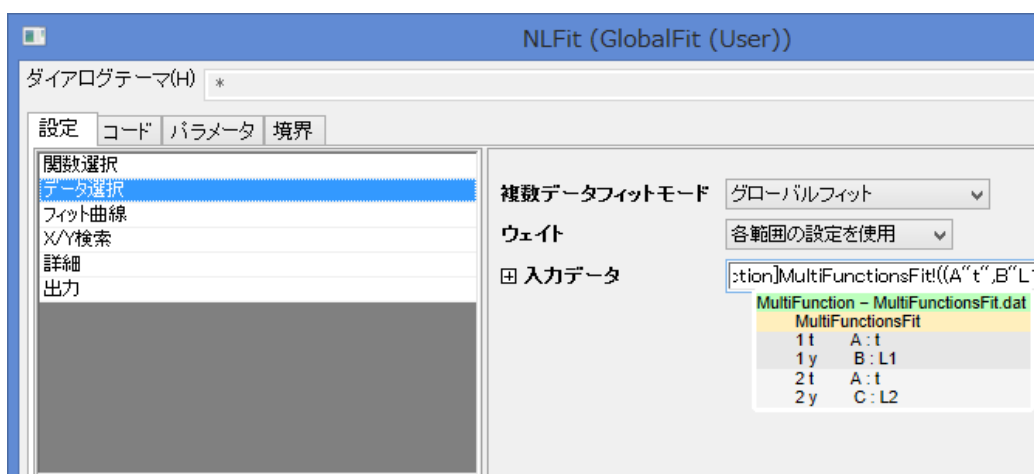 NLFit (GlobalFit (User))
ダイアログテーマ(H) *
設定 コード パラメータ 境界
関数選択
データ選択
フィット曲線
X/Y検索
詳細
出力
複数データフィットモード グローバルフィット
ウェイト 各範囲の設定を使用
入力データ :tion]MultiFunctionsFit!((A"t",B"L1
MultiFunction - MultiFunctionsFit.dat
MultiFunctionsFit
1 t A : t
1 y B : L1
2 t A : t
2 y C : L2